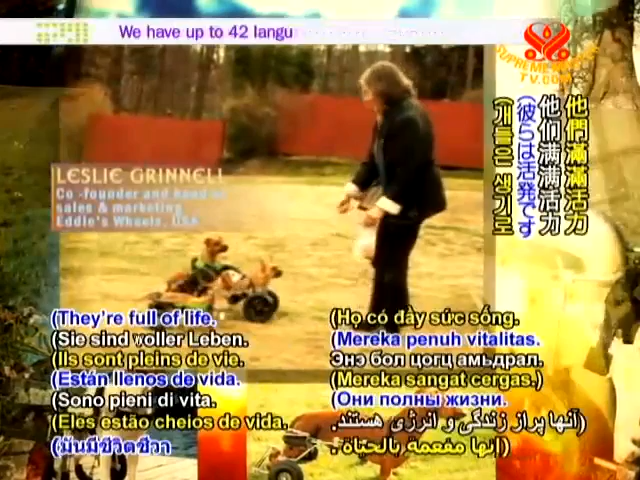 We have up to 42 langu
SUPREME MASTER
TV.COM
LESLIE GRINNELL
Co-founder and head of
sales & marketing
Eddie's Wheels, USA
他們滿滿活力
他们满满活力
(彼らは活発です
(개들은 생기로
(They're full of life.
(Sie sind voller Leben.
(Ils sont pleins de vie.
(Están llenos de vida.
(Sono pieni di vita.
(Eles estão cheios de vida.
(มันมีชีวิตชีวา
(Họ có đầy sức sống.
(Mereka penuh vitalitas.
Энэ бол цогц амьдрал.
(Mereka sangat cergas.)
(Они полны жизни.
(آنها پراز زندگی و انرژی هستند.
(إنها مفعمة بالحياة.